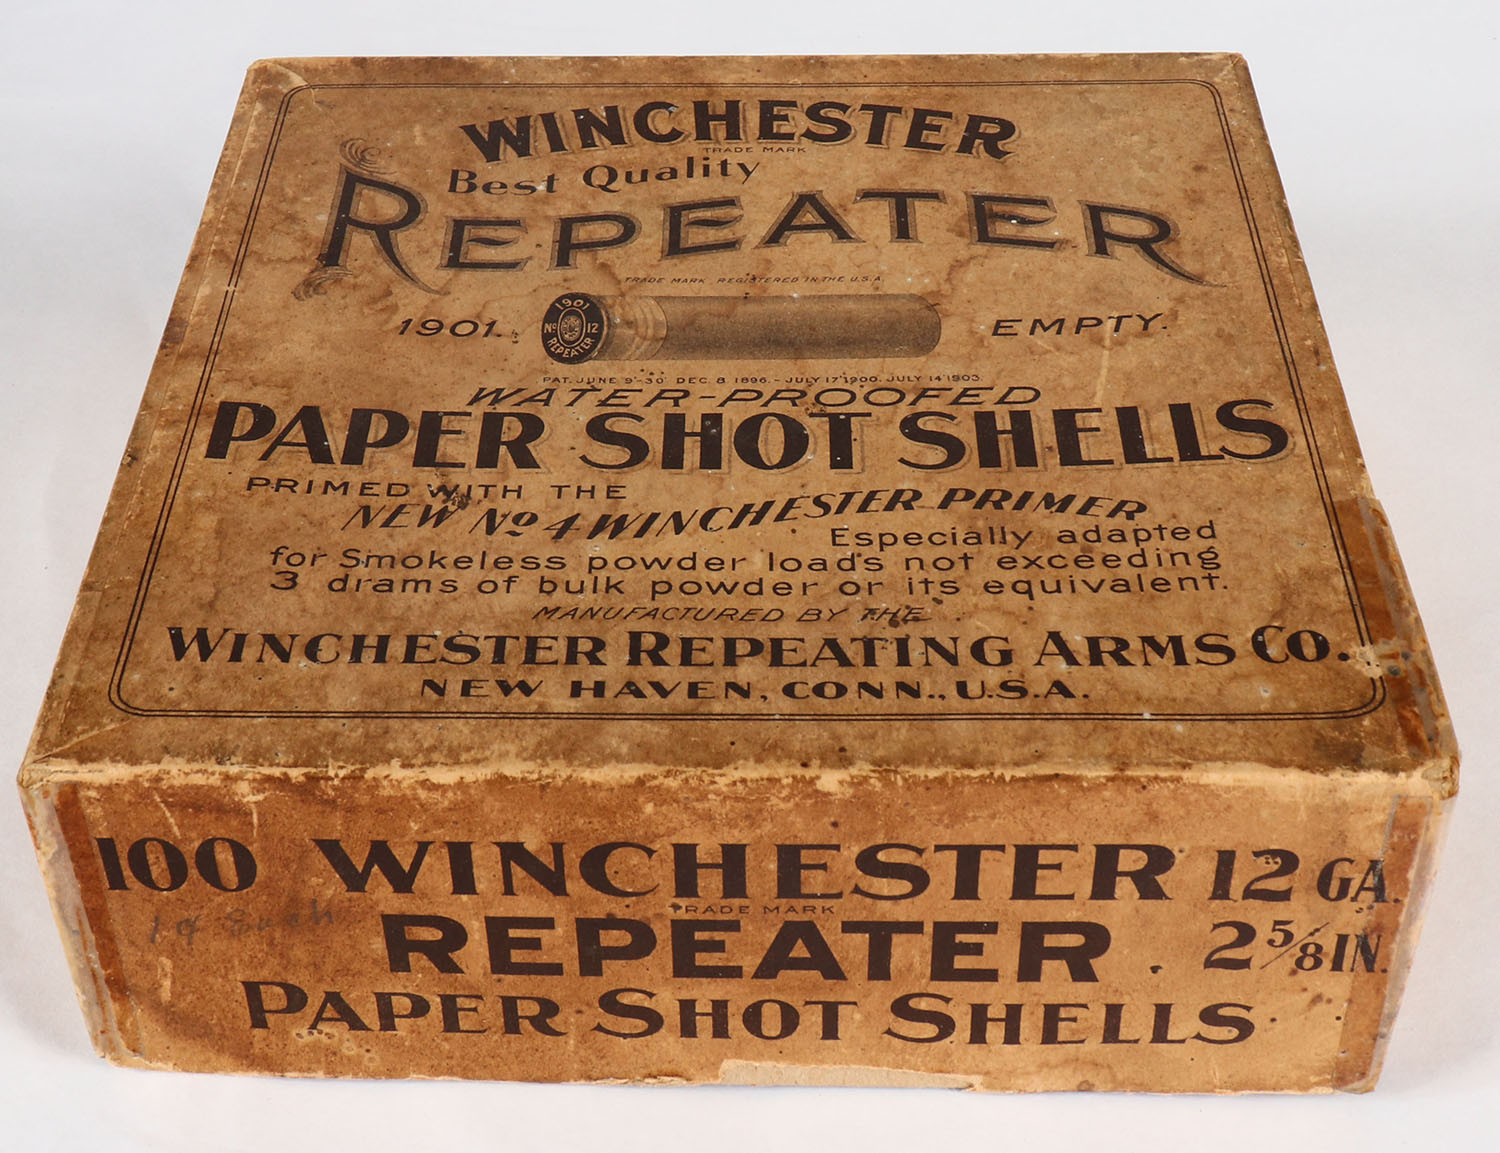 WINCHESTER
TRADE MARK
Best Quality
REPEATER
TRADE MARK REGISTERED IN THE U.S.A.
1901. 1901 No 12 REPEATER EMPTY.
PAT. JUNE 9-30 DEC. 8. 1896. - JULY 17 1900. JULY 14 1903.
WATER-PROOFED
PAPER SHOT SHELLS
PRIMED WITH THE
NEW No 4 WINCHESTER PRIMER
Especially adapted
for Smokeless powder loads not exceeding
3 drams of bulk powder or its equivalent.
MANUFACTURED BY THE
WINCHESTER REPEATING ARMS CO.
NEW HAVEN, CONN., U.S.A.
100 WINCHESTER 12 GA.
TRADE MARK
REPEATER. 2 5/8 IN.
PAPER SHOT SHELLS